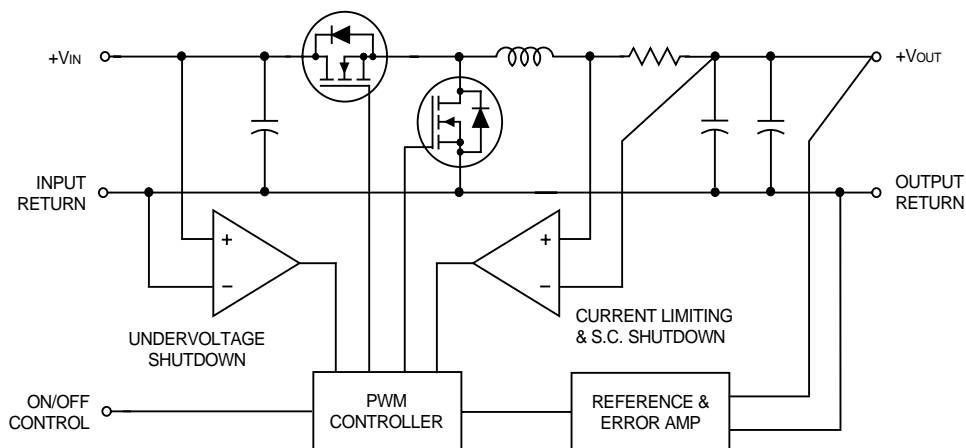 +VIN
+VOUT
INPUT
RETURN
OUTPUT
RETURN
+
−
+
−
UNDERVOLTAGE
SHUTDOWN
CURRENT LIMITING
& S.C. SHUTDOWN
ON/OFF
CONTROL
PWM
CONTROLLER
REFERENCE &
ERROR AMP